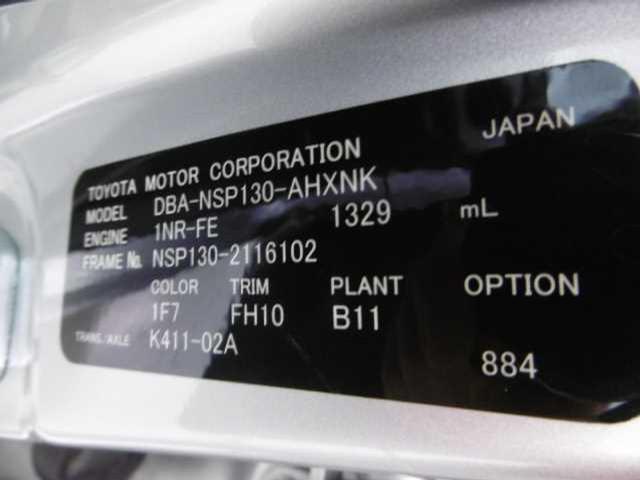 JAPAN
TOYOTA MOTOR CORPORATION
MODEL DBA-NSP130-AHXNK
ENGINE 1NR-FE 1329 mL
FRAME No. NSP130-2116102
COLOR TRIM PLANT OPTION
1F7 FH10 B11
TRANS./AXLE K411-02A
884